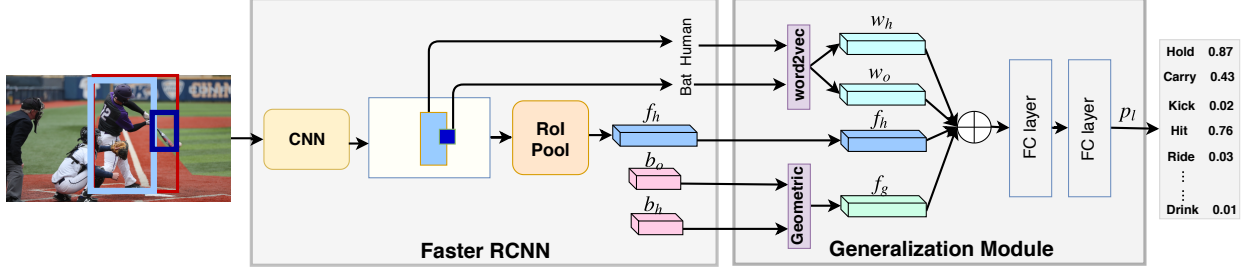 CNN
RoI
Pool
Human
Bat
f_h
b_o
b_h
Faster RCNN
word2vec
Geometric
w_h
w_o
f_h
f_g
Generalization Module
FC layer
FC layer
p_l
Hold 0.87
Carry 0.43
Kick 0.02
Hit 0.76
Ride 0.03
Drink 0.01